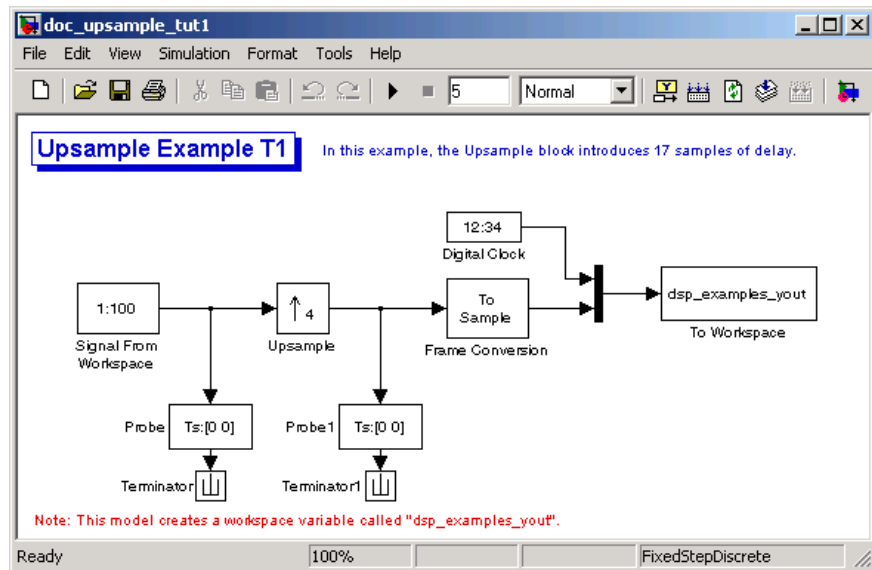 doc_upsample_tut1
File Edit View Simulation Format Tools Help
5 Normal
Upsample Example T1
In this example, the Upsample block introduces 17 samples of delay.
12:34
Digital Clock
1:100
Signal From
Workspace
4
Upsample
To
Sample
Frame Conversion
dsp_examples_yout
To Workspace
Probe
Ts:[0 0]
Probe1
Ts:[0 0]
Terminator
Terminator1
Note: This model creates a workspace variable called "dsp_examples_yout".
Ready 100% FixedStepDiscrete